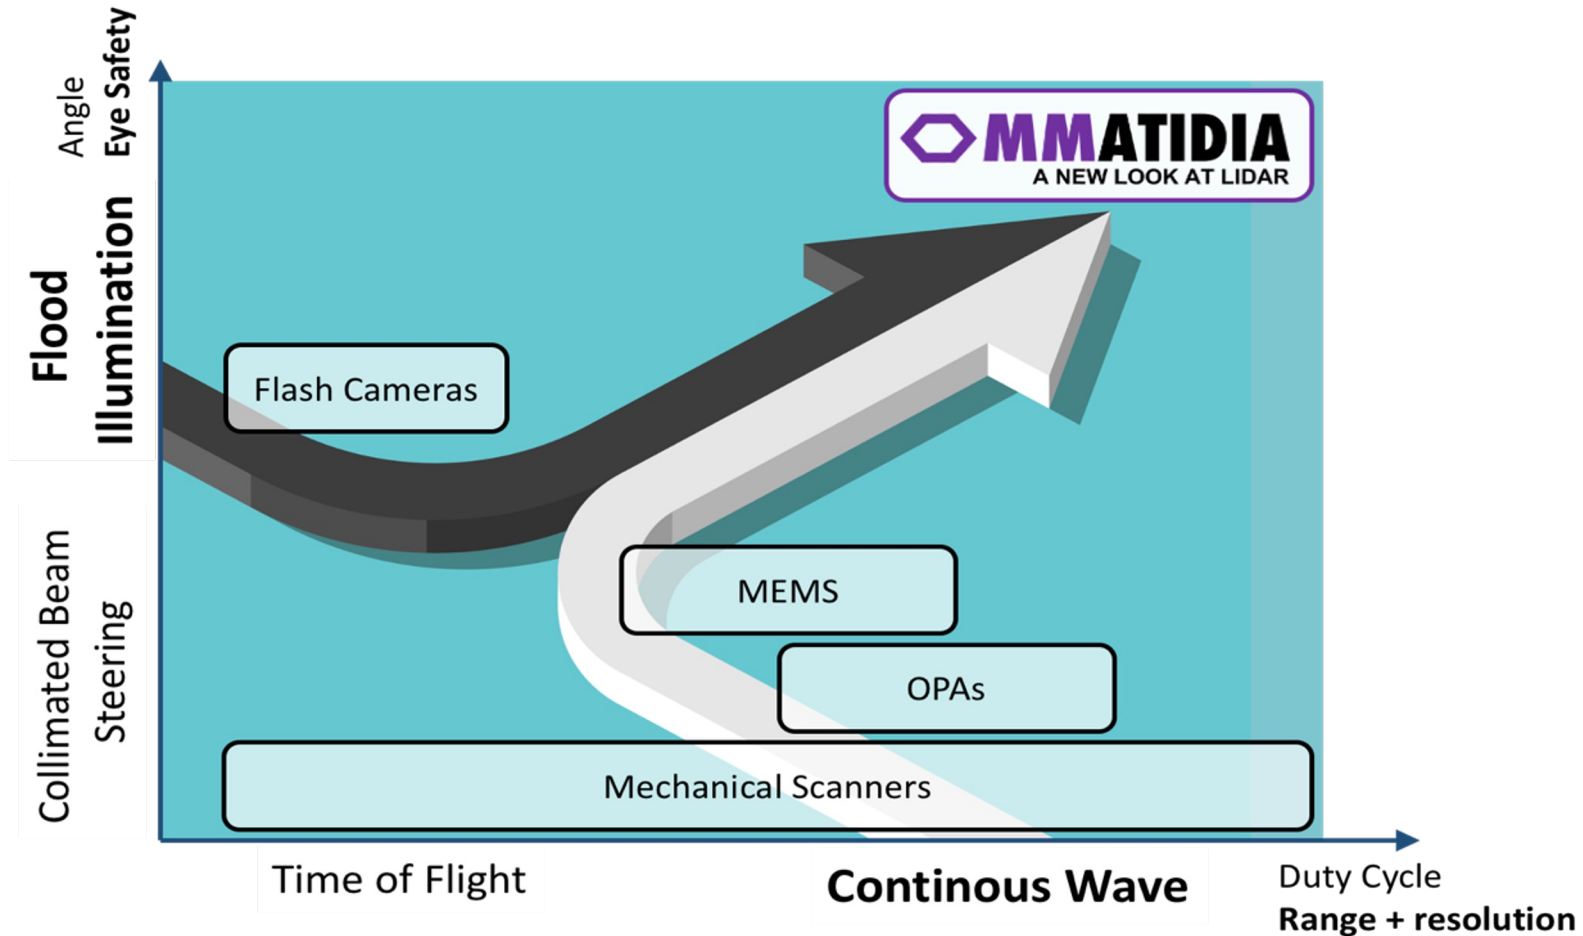 Angle
Eye Safety
Flood
Illumination
Collimated Beam
Steering
MMATIDIA
A NEW LOOK AT LIDAR
Flash Cameras
MEMS
OPAs
Mechanical Scanners
Time of Flight
Continous Wave
Duty Cycle
Range + resolution